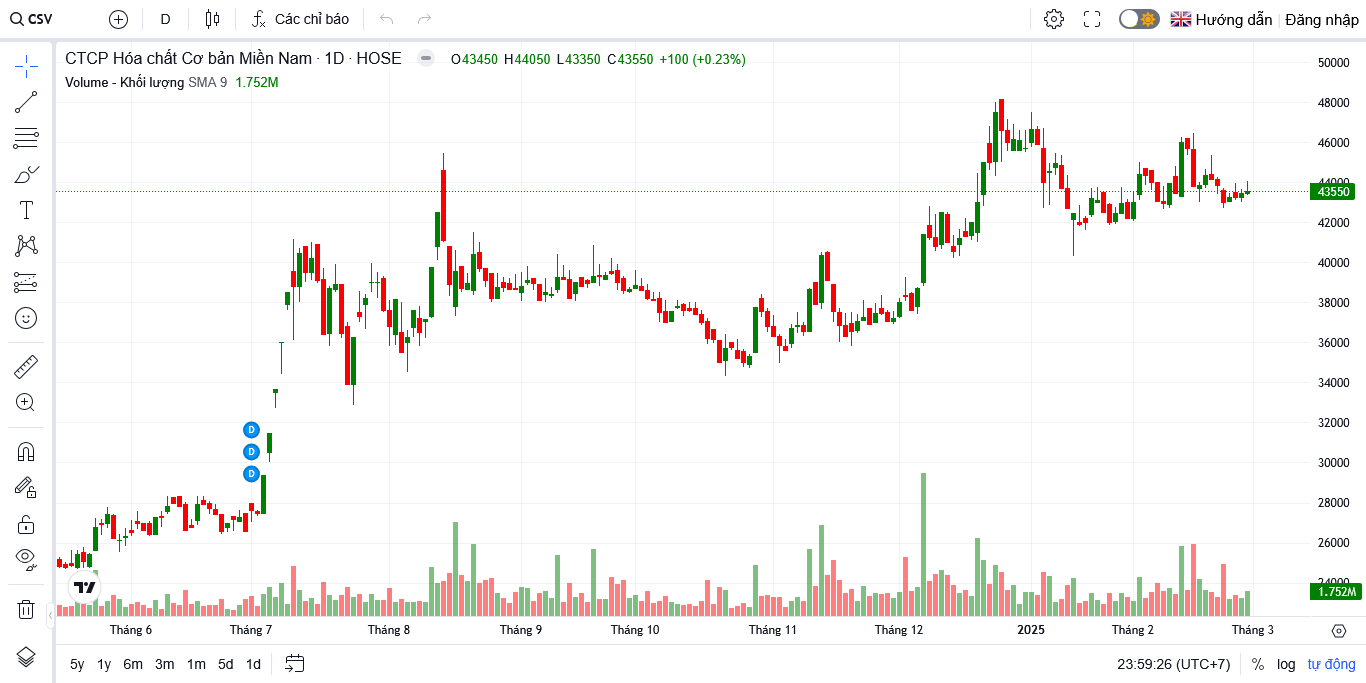 CSV D Các chỉ báo Hướng dẫn Đăng nhập
CTCP Hóa chất Cơ bản Miền Nam · 1D · HOSE O43450 H44050 L43350 C43550 +100 (+0.23%)
Volume - Khối lượng SMA 9 1.752M
50000
48000
46000
44000
43550
42000
40000
38000
36000
34000
32000
30000
28000
26000
24000
1.752M
D
D
D
Tháng 6 Tháng 7 Tháng 8 Tháng 9 Tháng 10 Tháng 11 Tháng 12 2025 Tháng 2 Tháng 3
5y 1y 6m 3m 1m 5d 1d 23:59:26 (UTC+7) % log tự động